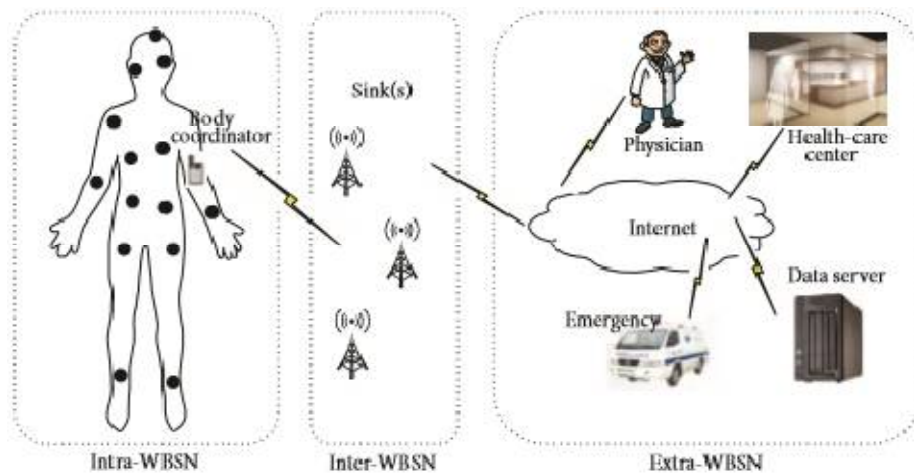 Body
coordinator
Intra-WBSN
Sink(s)
Inter-WBSN
Physician
Health-care
center
Internet
Emergency
Data server
Extra-WBSN